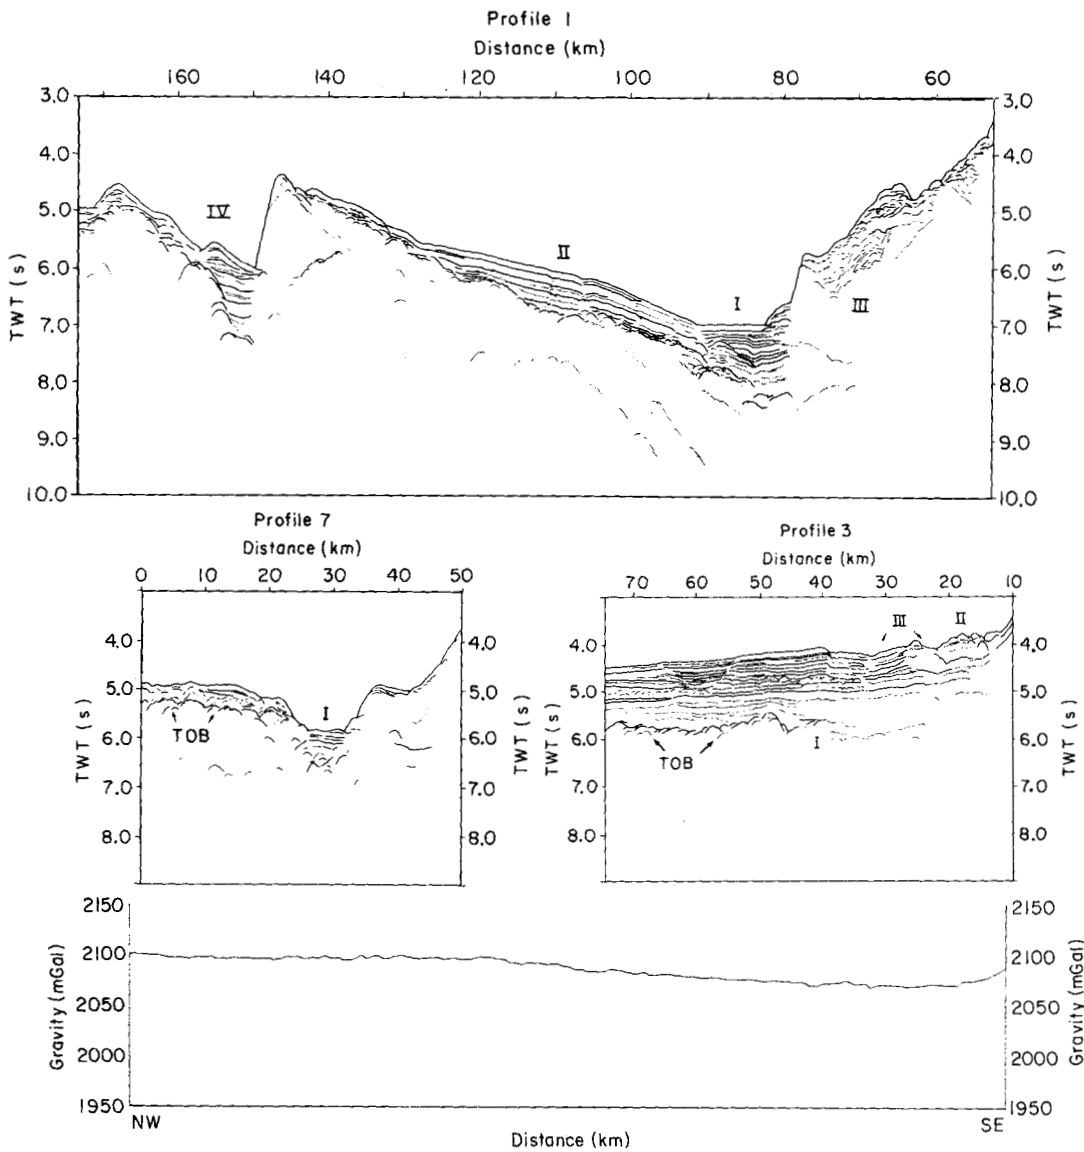 Profile 1
Distance (km)
160 140 120 100 80 60
3.0 3.0
4.0 4.0
IV
5.0 5.0
II
6.0 6.0
TWT (s) TWT (s)
I III
7.0 7.0
8.0 8.0
9.0 9.0
10.0 10.0
Profile 7
Distance (km)
0 10 20 30 40 50
4.0 4.0
5.0 5.0
I
TOB
6.0 6.0
TWT (s) TWT (s)
7.0 7.0
8.0 8.0
Profile 3
Distance (km)
70 60 50 40 30 20 10
III II
4.0 4.0
5.0 5.0
6.0 6.0
I
TOB
TWT (s) TWT (s)
7.0 7.0
8.0 8.0
2150 2150
2100 2100
2050 2050
Gravity (mGal) Gravity (mGal)
2000 2000
1950 1950
NW SE
Distance (km)